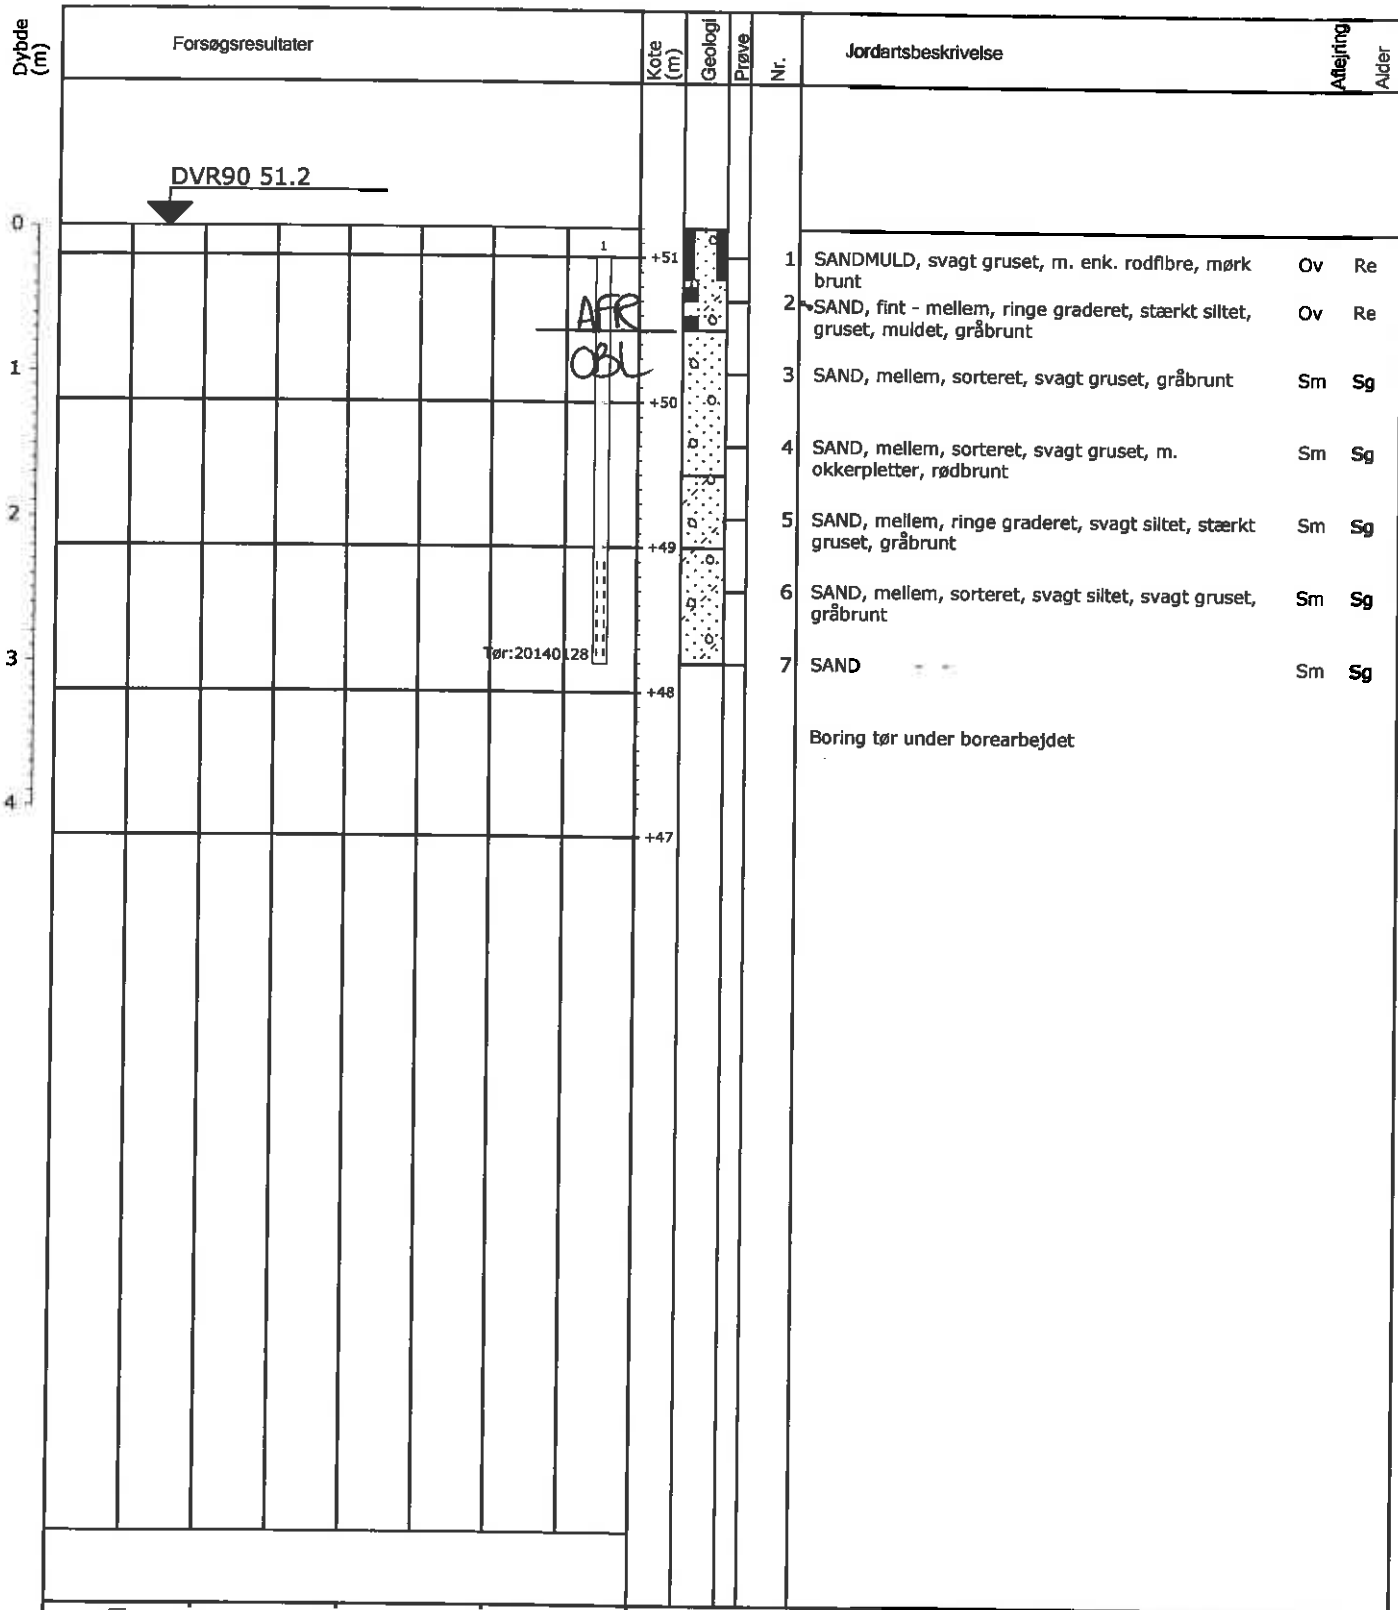 Dybde (m)
Forsøgsresultater
Kote (m)
Geologi
Prøve
Nr.
Jordartsbeskrivelse
Aflejring
Alder
DVR90 51.2
0
1
2
3
4
1
AFR
OBL
Tør:20140128
+51
+50
+49
+48
+47
1 SANDMULD, svagt gruset, m. enk. rodfibre, mørk Ov Re
brunt
2 SAND, fint - mellem, ringe graderet, stærkt siltet, Ov Re
gruset, muldet, gråbrunt
3 SAND, mellem, sorteret, svagt gruset, gråbrunt Sm Sg
4 SAND, mellem, sorteret, svagt gruset, m. Sm Sg
okkerpletter, rødbrunt
5 SAND, mellem, ringe graderet, svagt siltet, stærkt Sm Sg
gruset, gråbrunt
6 SAND, mellem, sorteret, svagt siltet, svagt gruset, Sm Sg
gråbrunt
7 SAND - - Sm Sg
Boring tør under borearbejdet